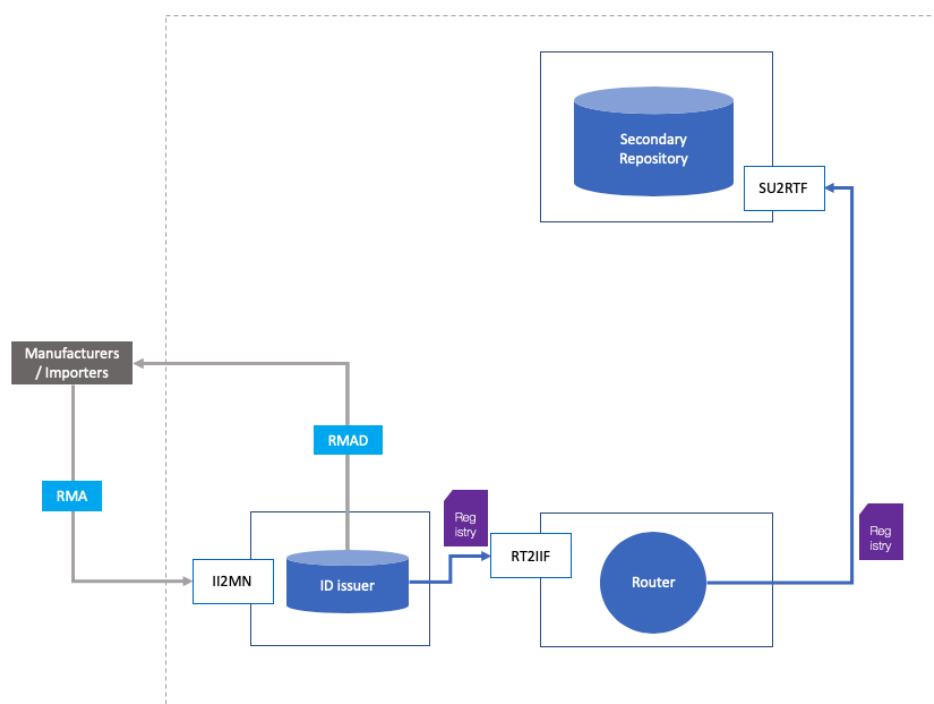 Secondary
Repository
SU2RTF
Manufacturers
/ Importers
RMAD
RMA
Reg
istry
Reg
istry
II2MN
ID issuer
RT2IIF
Router